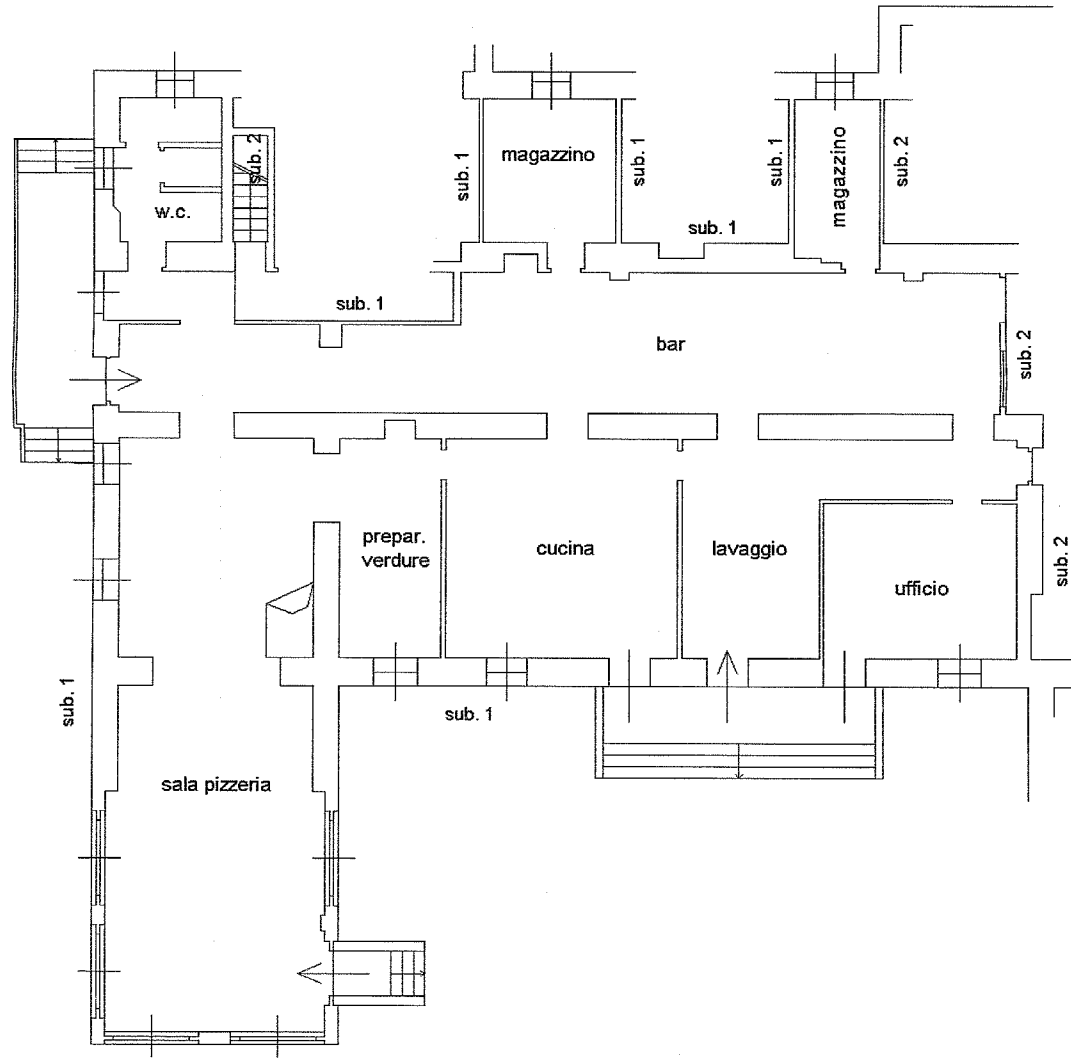 sub. 2
sub. 1
magazzino
sub. 1
sub. 1
magazzino
sub. 2
w.c.
sub. 1
sub. 1
bar
sub. 2
prepar.
verdure
cucina
lavaggio
ufficio
sub. 2
sub. 1
sub. 1
sala pizzeria